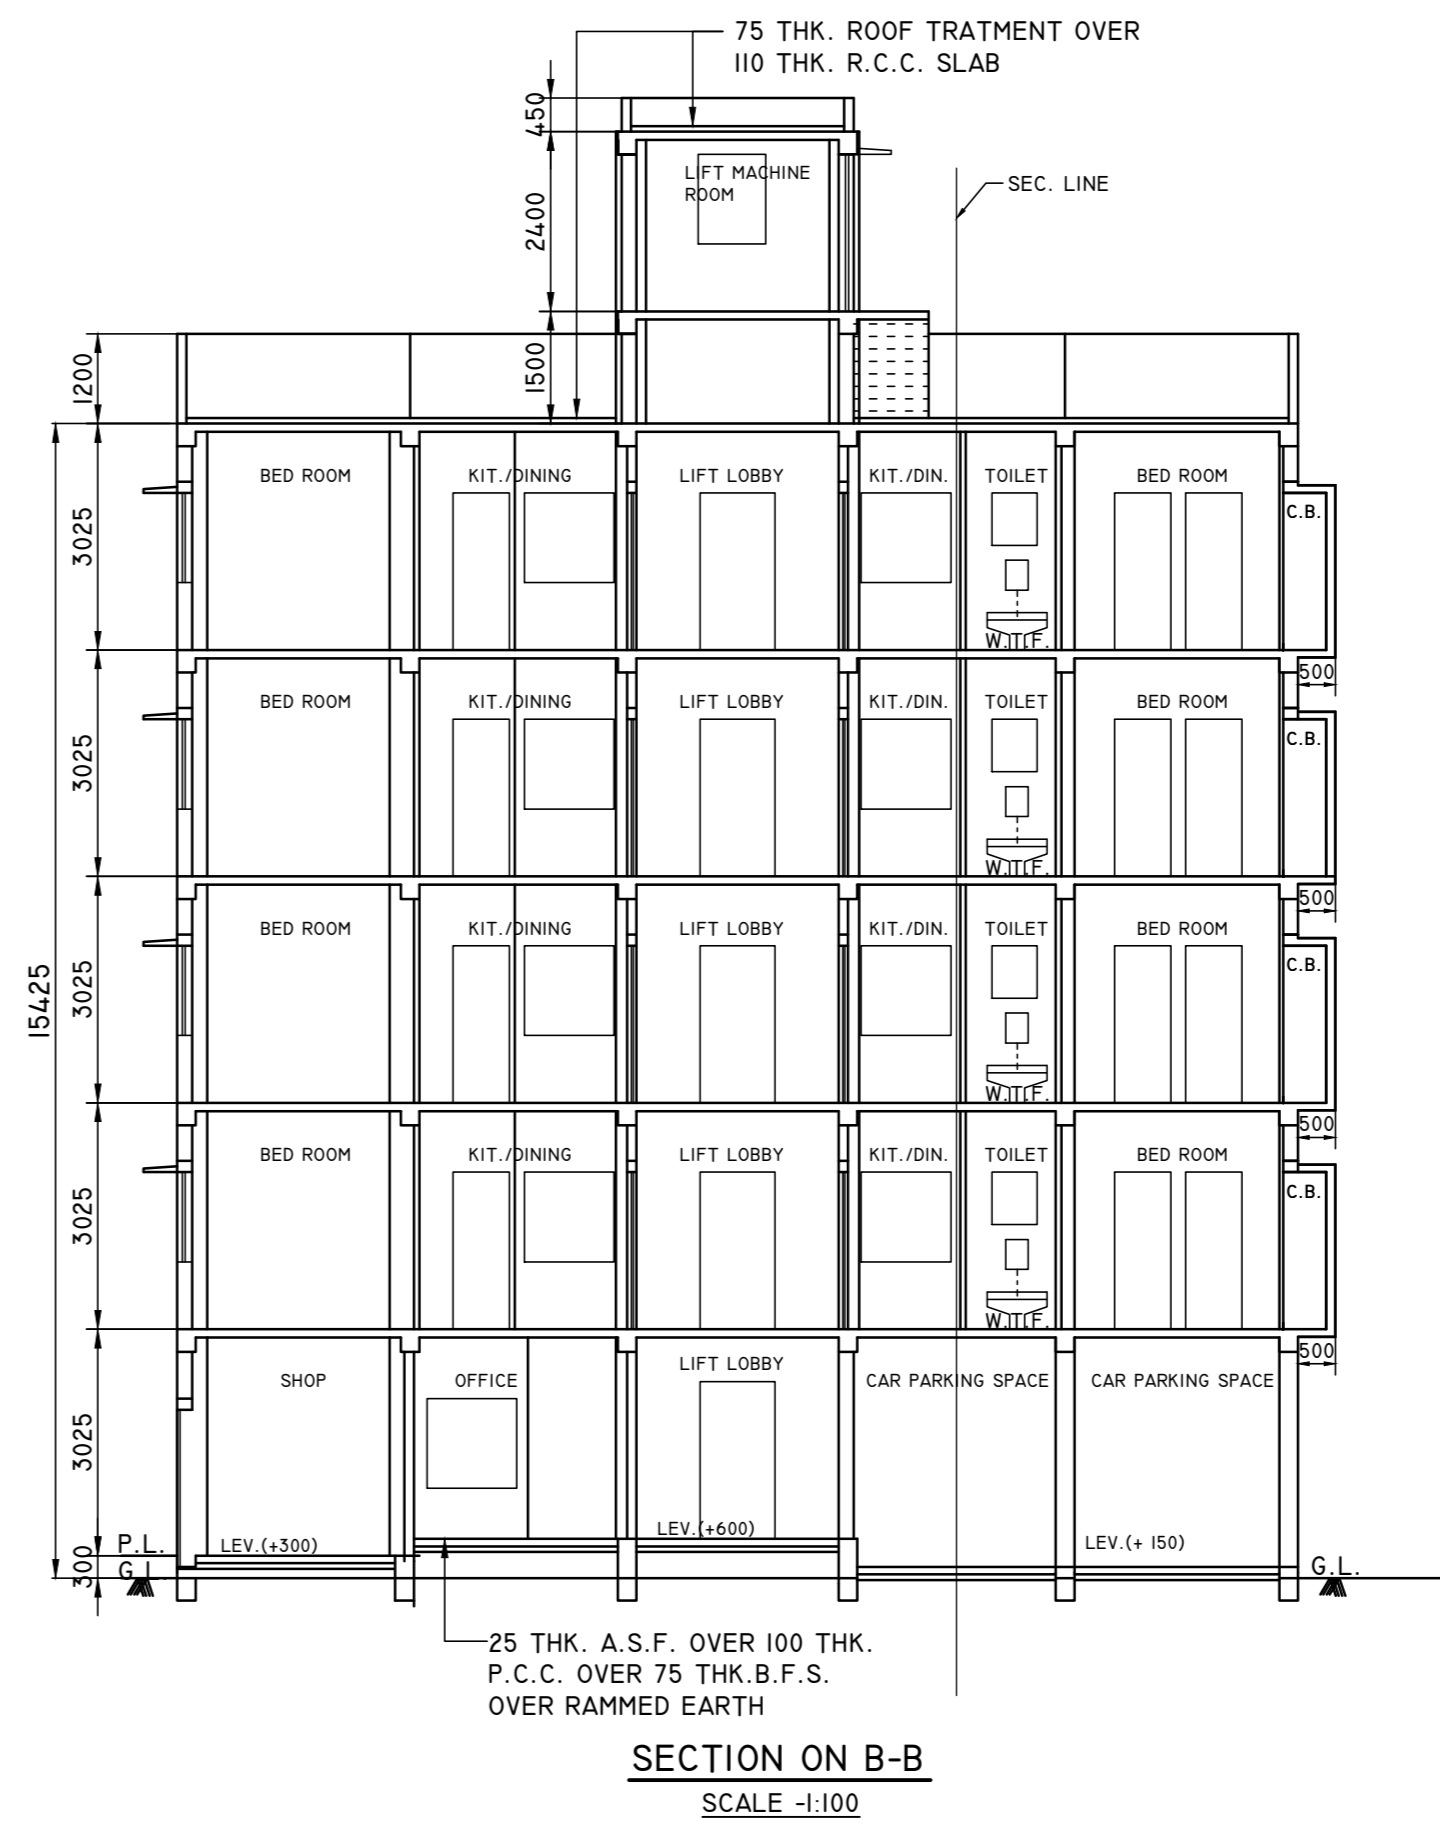 75 THK. ROOF TRATMENT OVER
110 THK. R.C.C. SLAB
450
LIFT MACHINE
ROOM
SEC. LINE
2400
1200
1500
BED ROOM KIT./DINING LIFT LOBBY KIT./DIN. TOILET BED ROOM
C.B.
3025
W.T.F.
500
BED ROOM KIT./DINING LIFT LOBBY KIT./DIN. TOILET BED ROOM
C.B.
3025
W.T.F.
500
BED ROOM KIT./DINING LIFT LOBBY KIT./DIN. TOILET BED ROOM
C.B.
3025
15425
W.T.F.
500
BED ROOM KIT./DINING LIFT LOBBY KIT./DIN. TOILET BED ROOM
C.B.
3025
W.T.F.
500
LIFT LOBBY
SHOP OFFICE CAR PARKING SPACE CAR PARKING SPACE
3025
LEV.(+600)
P.L. LEV.(+300) LEV.(+ 150)
300
G.L. G.L.
25 THK. A.S.F. OVER 100 THK.
P.C.C. OVER 75 THK.B.F.S.
OVER RAMMED EARTH
SECTION ON B-B
SCALE -1:100